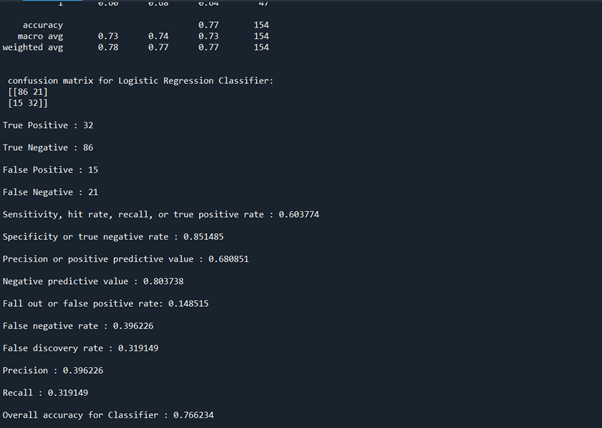 1 0.60 0.68 0.64 47
accuracy 0.77 154
macro avg 0.73 0.74 0.73 154
weighted avg 0.78 0.77 0.77 154
confussion matrix for Logistic Regression Classifier:
[[86 21]
[15 32]]
True Positive : 32
True Negative : 86
False Positive : 15
False Negative : 21
Sensitivity, hit rate, recall, or true positive rate : 0.603774
Specificity or true negative rate : 0.851485
Precision or positive predictive value : 0.680851
Negative predictive value : 0.803738
Fall out or false positive rate: 0.148515
False negative rate : 0.396226
False discovery rate : 0.319149
Precision : 0.396226
Recall : 0.319149
Overall accuracy for Classifier : 0.766234